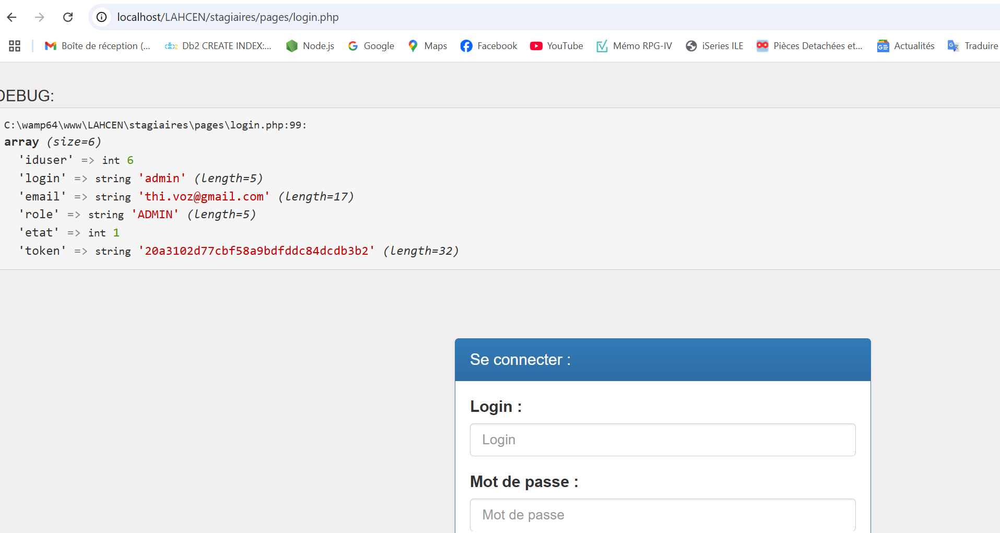 localhost/LAHCEN/stagiaires/pages/login.php
Boîte de réception (... Db2 CREATE INDEX:... Node.js Google Maps Facebook YouTube Mémo RPG-IV iSeries ILE Pièces Detachées et... Actualités Traduire
DEBUG:
C:\wamp64\www\LAHCEN\stagiaires\pages\login.php:99:
array (size=6)
'iduser' => int 6
'login' => string 'admin' (length=5)
'email' => string 'thi.voz@gmail.com' (length=17)
'role' => string 'ADMIN' (length=5)
'etat' => int 1
'token' => string '20a3102d77cbf58a9bdfddc84dcdb3b2' (length=32)
Se connecter :
Login :
Login
Mot de passe :
Mot de passe